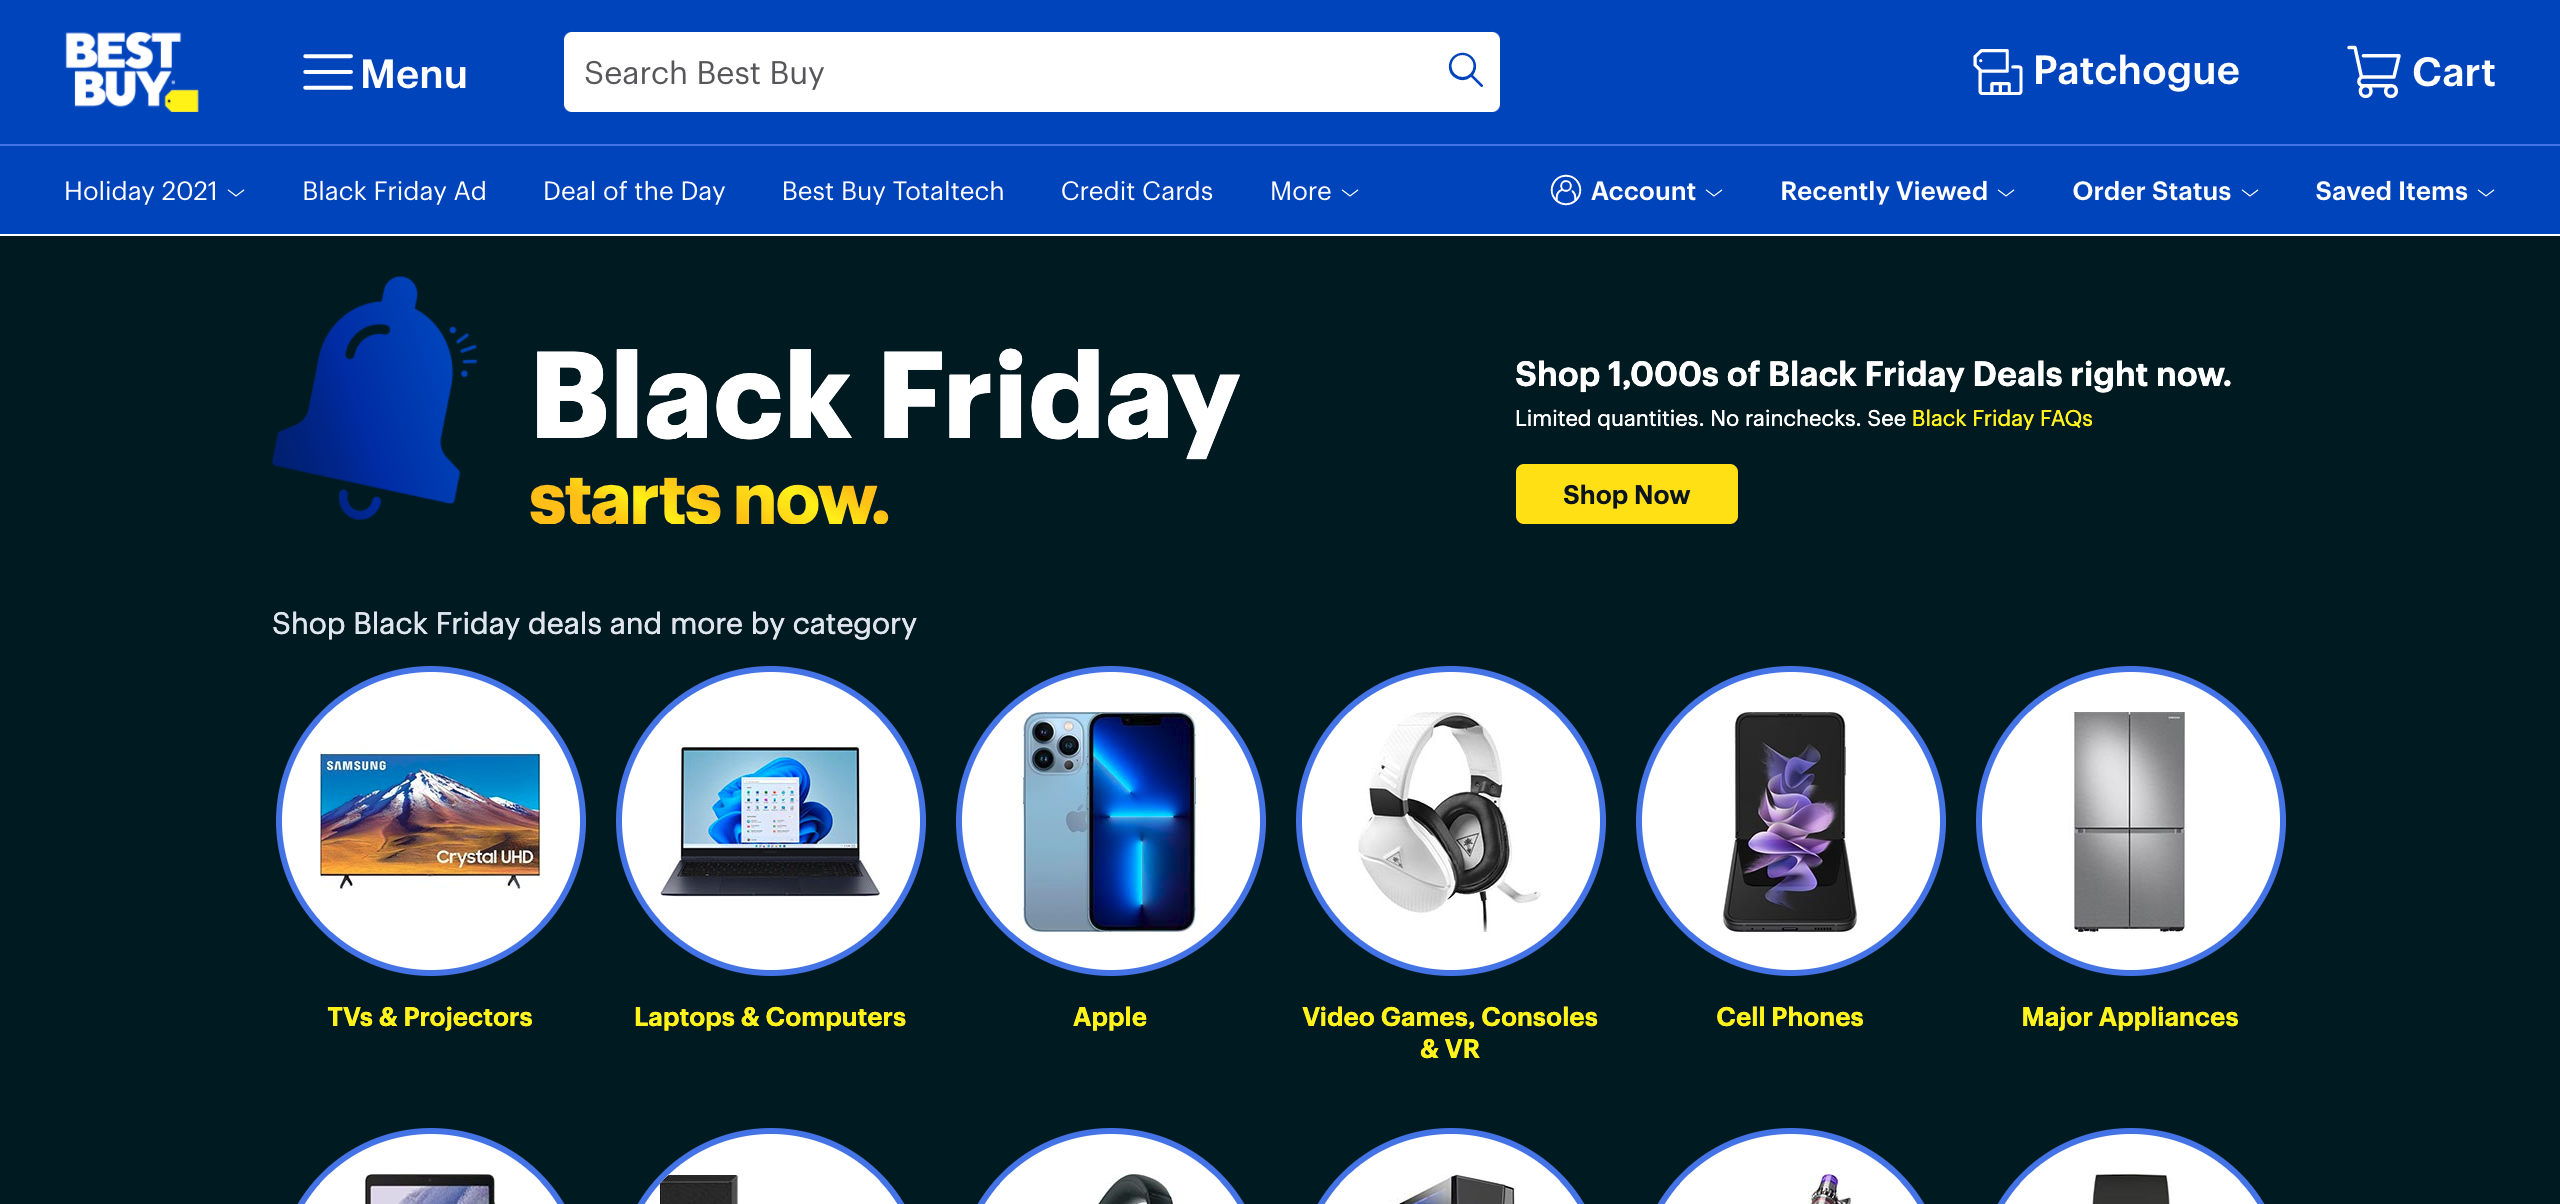 BEST
BUY
Menu
Search Best Buy
Patchogue
Cart
Holiday 2021
Black Friday Ad
Deal of the Day
Best Buy Totaltech
Credit Cards
More
Account
Recently Viewed
Order Status
Saved Items
Black Friday
starts now.
Shop 1,000s of Black Friday Deals right now.
Limited quantities. No rainchecks. See Black Friday FAQs
Shop Now
Shop Black Friday deals and more by category
SAMSUNG
Crystal UHD
TVs & Projectors
Laptops & Computers
Apple
Video Games, Consoles
& VR
Cell Phones
Major Appliances